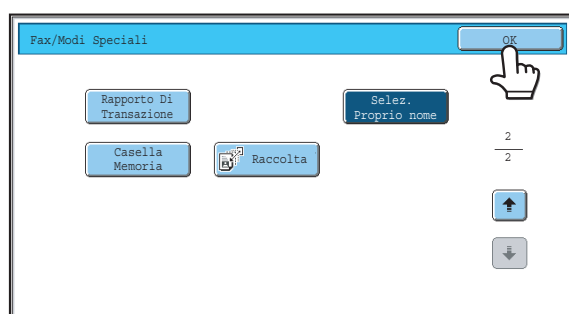 Fax/Modi Speciali
OK
Rapporto Di
Transazione
Selez.
Proprio nome
Casella
Memoria
Raccolta
2
2